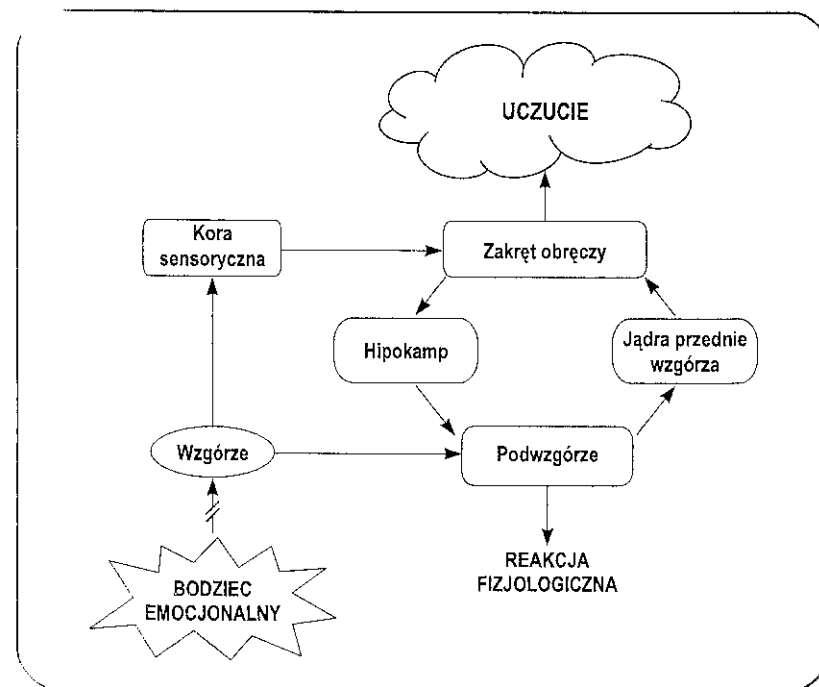 UCZUCIE
Kora
sensoryczna
Zakręt obręczy
Hipokamp
Jądra przednie
wzgórza
Wzgórze
Podwzgórze
BODZIEC
EMOCJONALNY
REAKCJA
FIZJOLOGICZNA